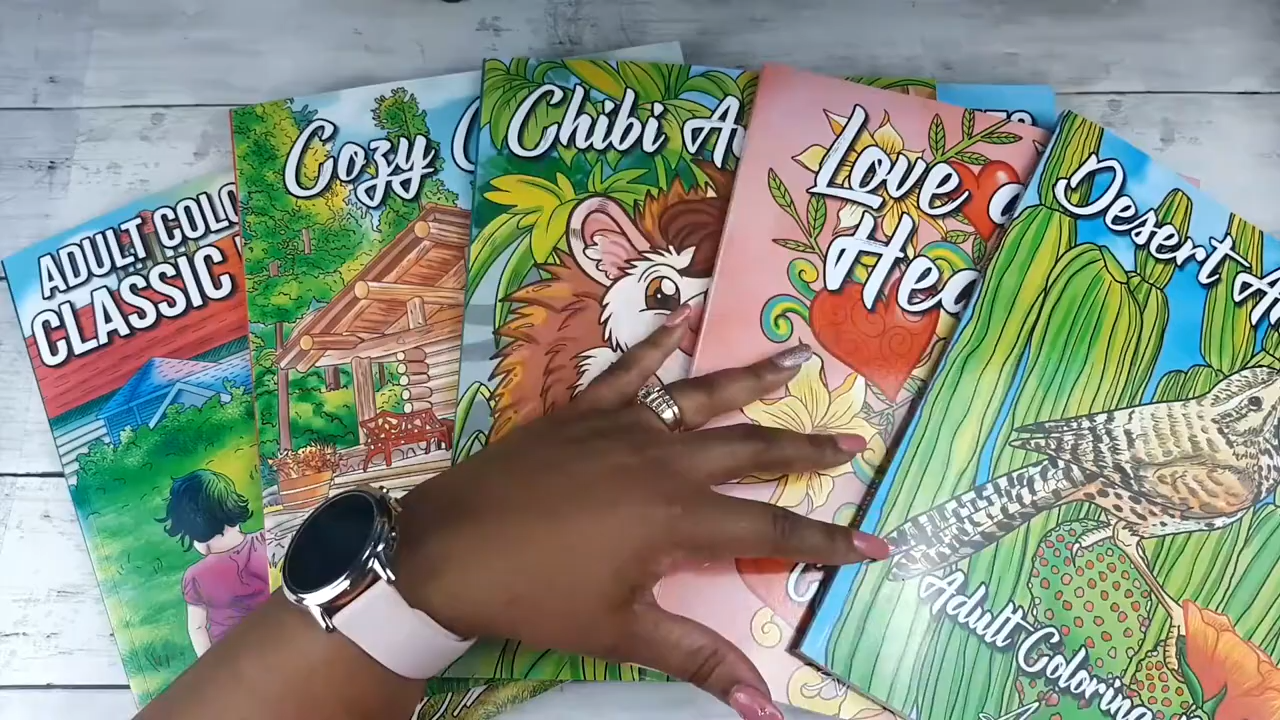 ADULT COLO
CLASSIC
Cozy
Chibi A
Love
Hea
Desert A
Adult Coloring